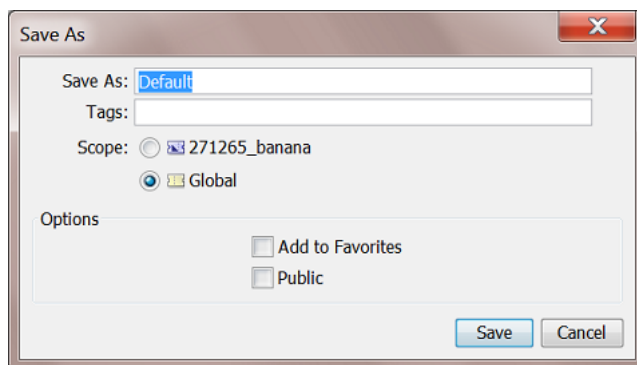 Save As
Save As: Default
Tags:
Scope: 271265_banana
Global
Options
Add to Favorites
Public
Save Cancel